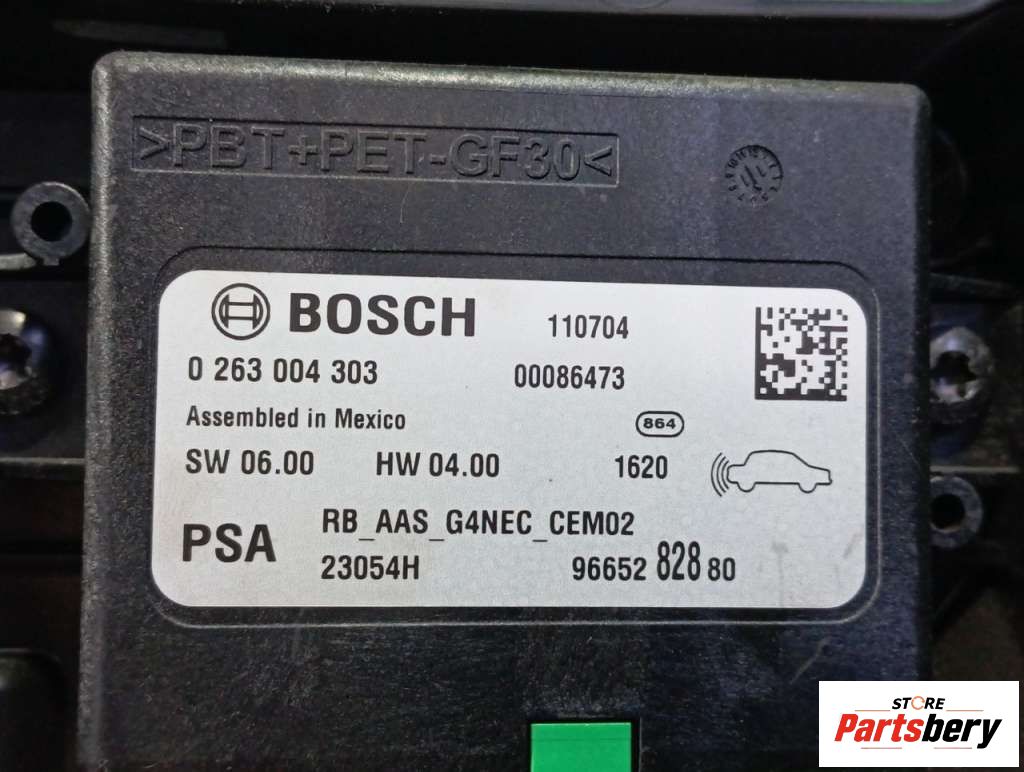 >PBT+PET-GF30<
BOSCH 110704
0 263 004 303 00086473
Assembled in Mexico 864
SW 06.00 HW 04.00 1620
PSA RB_AAS_G4NEC_CEM02
23054H 96652 828 80
STORE
Partsbery